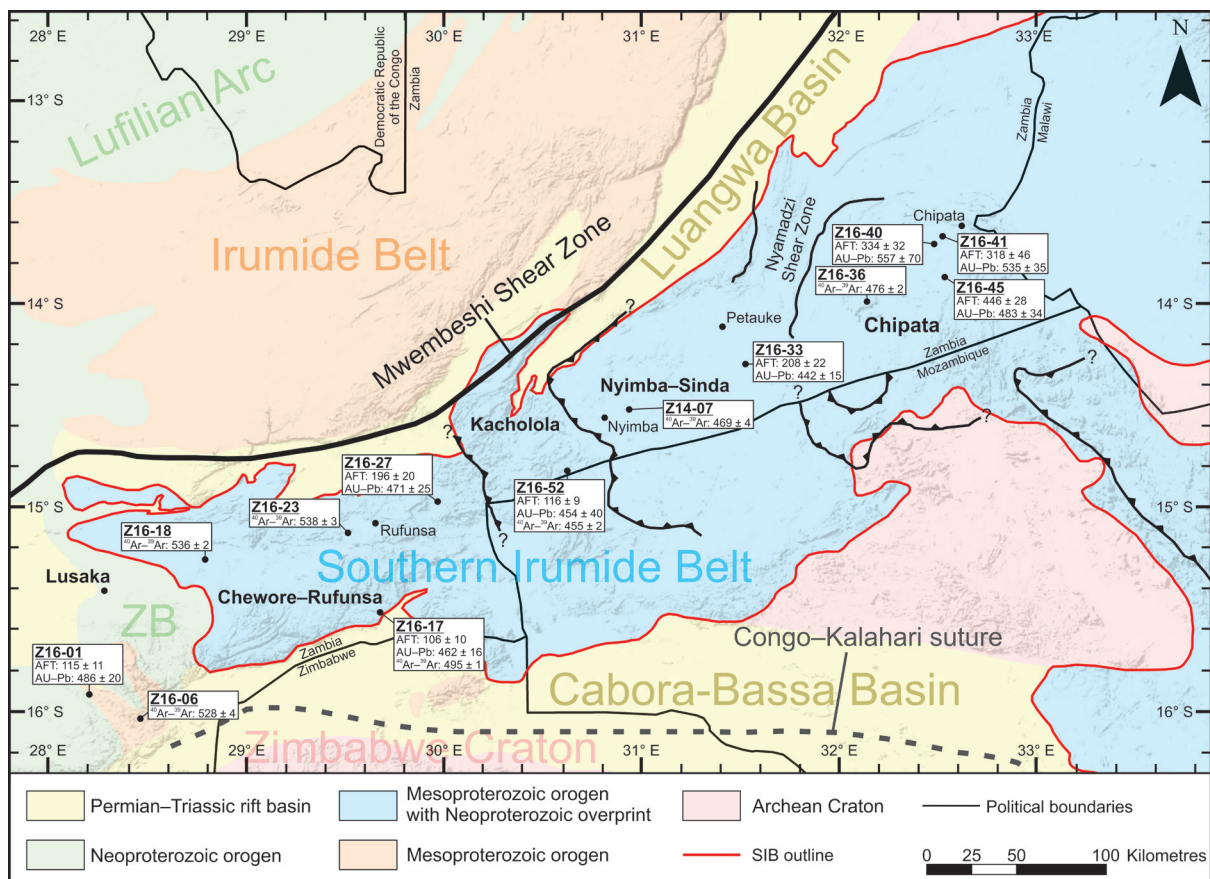 28° E
29° E
30° E
31° E
32° E
33° E
N
13° S
13° S
14° S
14° S
15° S
15° S
16° S
16° S
Lufilian Arc
Democratic Republic
of the Congo
Zambia
Irumide Belt
Mwembeshi Shear Zone
Luangwa Basin
Nyamadzi
Shear Zone
Zambia
Malawi
Chipata
Z16-40
AFT: 334 ± 32
AU–Pb: 557 ± 70
Z16-41
AFT: 318 ± 46
AU–Pb: 535 ± 35
Z16-36
⁴⁰Ar–³⁹Ar: 476 ± 2
Z16-45
AFT: 446 ± 28
AU–Pb: 483 ± 34
Chipata
Petauke
?
Z16-33
AFT: 208 ± 22
AU–Pb: 442 ± 15
Zambia
Mozambique
?
?
?
Nyimba–Sinda
Z14-07
⁴⁰Ar–³⁹Ar: 469 ± 4
Nyimba
Kacholola
?
Z16-27
AFT: 196 ± 20
AU–Pb: 471 ± 25
Z16-52
AFT: 116 ± 9
AU–Pb: 454 ± 40
⁴⁰Ar–³⁹Ar: 455 ± 2
Z16-23
⁴⁰Ar–³⁹Ar: 538 ± 3
Rufunsa
?
Z16-18
⁴⁰Ar–³⁹Ar: 536 ± 2
Southern Irumide Belt
Lusaka
ZB
Chewore–Rufunsa
Z16-17
AFT: 106 ± 10
AU–Pb: 462 ± 16
⁴⁰Ar–³⁹Ar: 495 ± 1
Zambia
Zimbabwe
Congo–Kalahari suture
Z16-01
AFT: 115 ± 11
AU–Pb: 486 ± 20
Z16-06
⁴⁰Ar–³⁹Ar: 528 ± 4
Cabora-Bassa Basin
Zimbabwe Craton
28° E
29° E
30° E
31° E
32° E
33° E
Permian–Triassic rift basin
Mesoproterozoic orogen
with Neoproterozoic overprint
Archean Craton
Political boundaries
Neoproterozoic orogen
Mesoproterozoic orogen
SIB outline
0 25 50 100 Kilometres